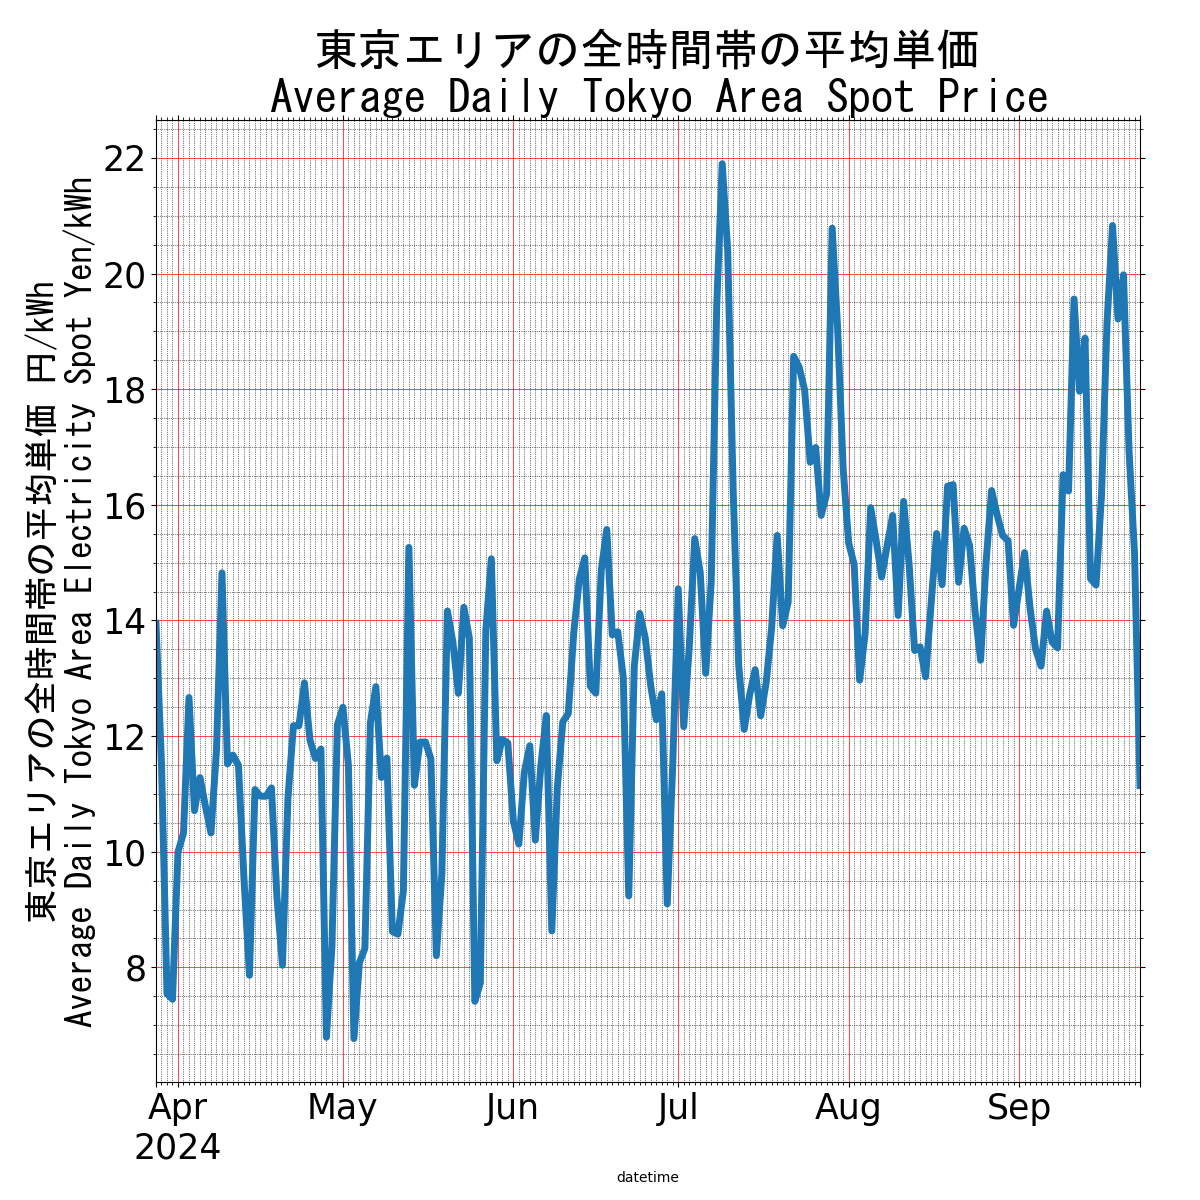 東京エリアの全時間帯の平均単価
Average Daily Tokyo Area Spot Price
東京エリアの全時間帯の平均単価 円/kWh
Average Daily Tokyo Area Electricity Spot Yen/kWh
22
20
18
16
14
12
10
8
Apr
2024
May
Jun
Jul
Aug
Sep
datetime